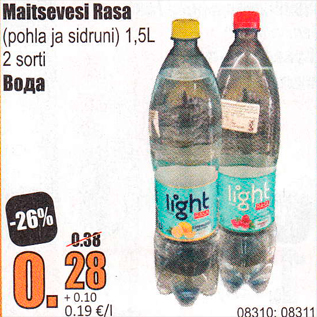 Maitsevesi Rasa
(pohla ja sidruni) 1,5L
2 sorti
Вода
light
light
-26%
0.38
0.28
+ 0.10
0.19 €/l
08310; 08311